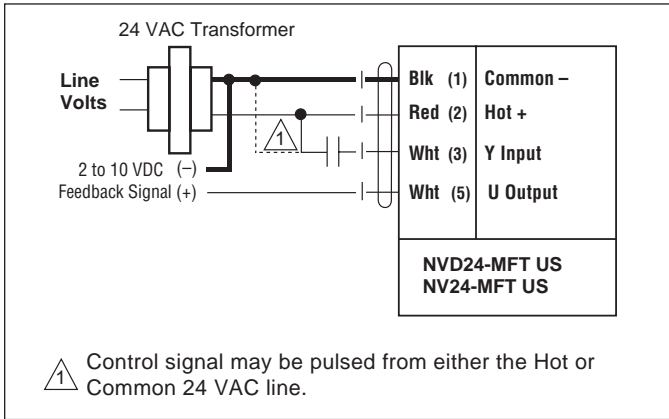 24 VAC Transformer
Line
Volts
Blk (1) Common –
Red (2) Hot +
1
Wht (3) Y Input
2 to 10 VDC (–)
Feedback Signal (+)
Wht (5) U Output
NVD24-MFT US
NV24-MFT US
1 Control signal may be pulsed from either the Hot or
Common 24 VAC line.